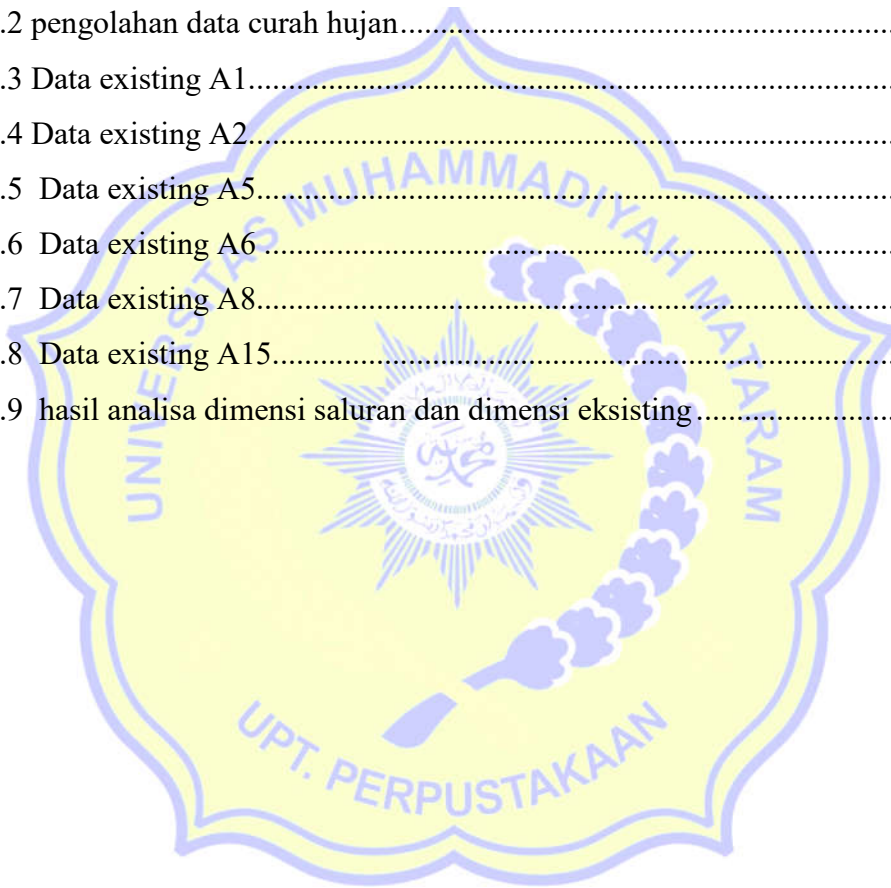 .2 pengolahan data curah hujan........................................................
.3 Data existing A1..........................................................................
.4 Data existing A2..........................................................................
.5 Data existing A5..........................................................................
.6 Data existing A6 .........................................................................
.7 Data existing A8..........................................................................
.8 Data existing A15........................................................................
.9 hasil analisa dimensi saluran dan dimensi eksisting........................
UNIVERSITAS MUHAMMADIYAH MATARAM
UPT. PERPUSTAKAAN